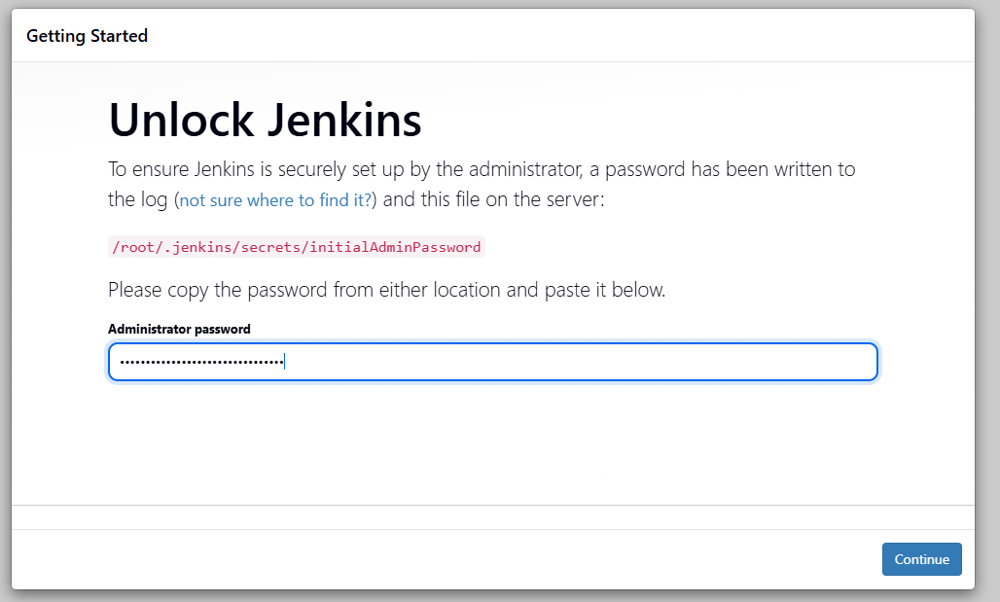 Getting Started
Unlock Jenkins
To ensure Jenkins is securely set up by the administrator, a password has been written to
the log (not sure where to find it?) and this file on the server:
/root/.jenkins/secrets/initialAdminPassword
Please copy the password from either location and paste it below.
Administrator password
••••••••••••••••••••••••••••••••
Continue